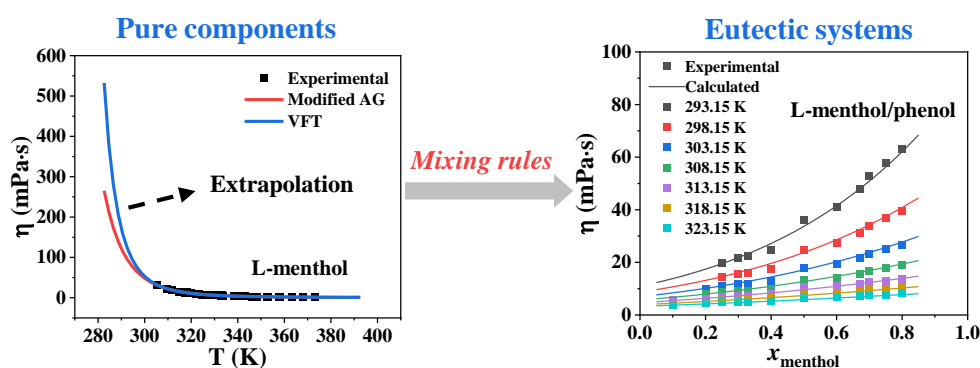 Pure components
600
500
400
300
200
100
0
η (mPa·s)
Experimental
Modified AG
VFT
Extrapolation
L-menthol
280 300 320 340 360 380 400
T (K)
Mixing rules
Eutectic systems
100
80
60
40
20
0
η (mPa·s)
Experimental
Calculated
293.15 K
298.15 K
303.15 K
308.15 K
313.15 K
318.15 K
323.15 K
L-menthol/phenol
0.0 0.2 0.4 0.6 0.8 1.0
xmenthol